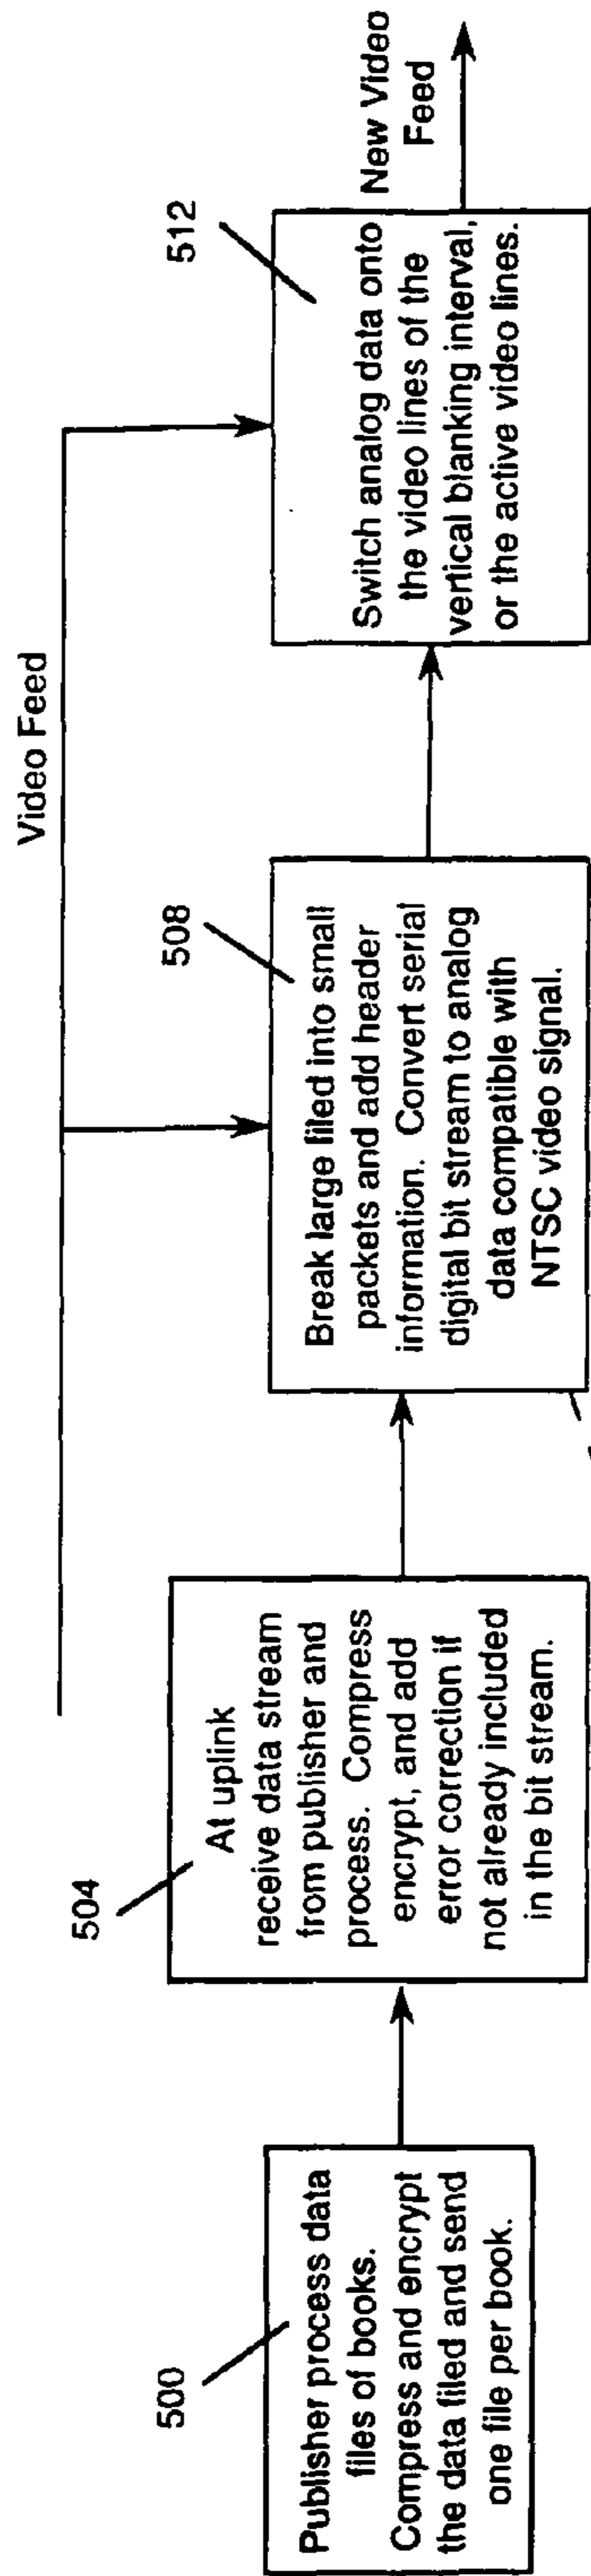 Video Feed
500
Publisher process data
files of books.
Compress and encrypt
the data filed and send
one file per book.
504
At uplink
receive data stream
from publisher and
process. Compress
encrypt, and add
error correction if
not already included
in the bit stream.
508
Break large filed into small
packets and add header
information. Convert serial
digital bit stream to analog
data compatible with
NTSC video signal.
512
Switch analog data onto
the video lines of the
vertical blanking interval,
or the active video lines.
New Video
Feed